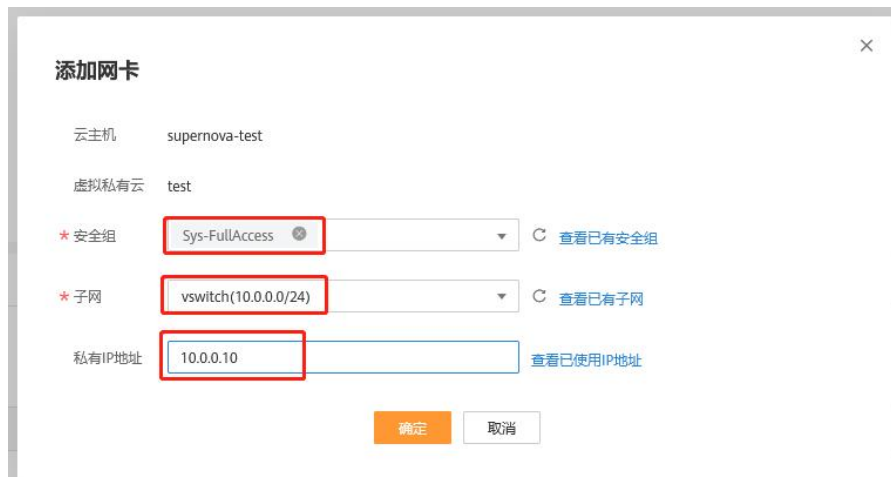 添加网卡
云主机 supernova-test
虚拟私有云 test
* 安全组 Sys-FullAccess 查看已有安全组
* 子网 vswitch(10.0.0.0/24) 查看已有子网
私有IP地址 10.0.0.10 查看已使用IP地址
确定 取消